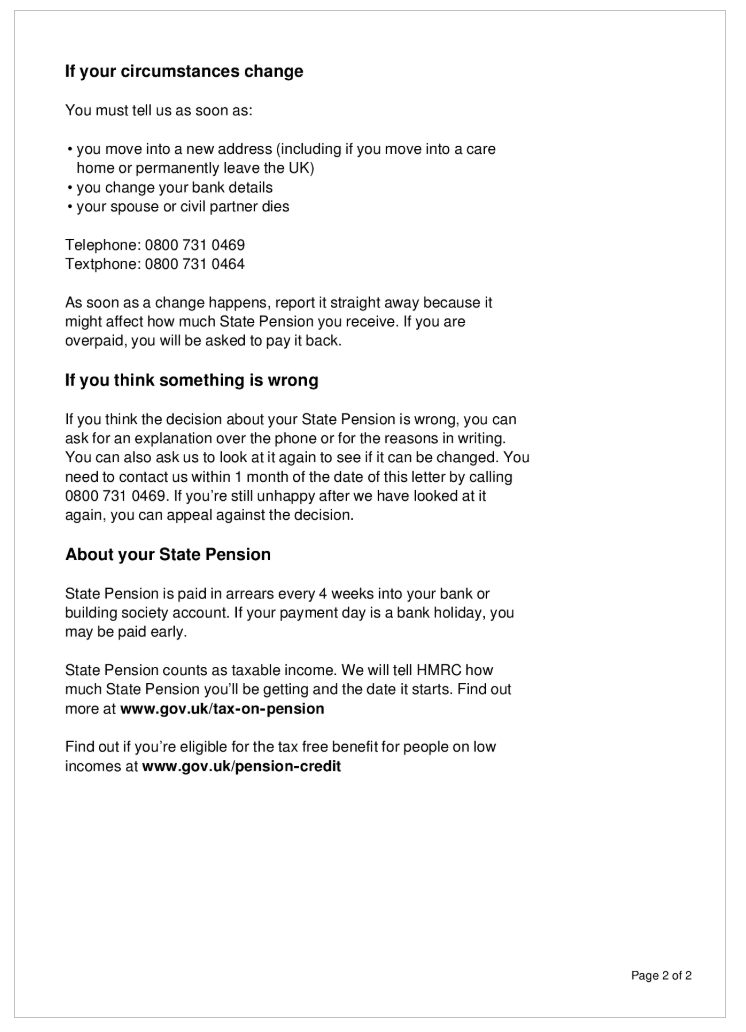 If your circumstances change
You must tell us as soon as:
• you move into a new address (including if you move into a care
home or permanently leave the UK)
• you change your bank details
• your spouse or civil partner dies
Telephone: 0800 731 0469
Textphone: 0800 731 0464
As soon as a change happens, report it straight away because it
might affect how much State Pension you receive. If you are
overpaid, you will be asked to pay it back.
If you think something is wrong
If you think the decision about your State Pension is wrong, you can
ask for an explanation over the phone or for the reasons in writing.
You can also ask us to look at it again to see if it can be changed. You
need to contact us within 1 month of the date of this letter by calling
0800 731 0469. If you’re still unhappy after we have looked at it
again, you can appeal against the decision.
About your State Pension
State Pension is paid in arrears every 4 weeks into your bank or
building society account. If your payment day is a bank holiday, you
may be paid early.
State Pension counts as taxable income. We will tell HMRC how
much State Pension you’ll be getting and the date it starts. Find out
more at www.gov.uk/tax-on-pension
Find out if you’re eligible for the tax free benefit for people on low
incomes at www.gov.uk/pension-credit
Page 2 of 2